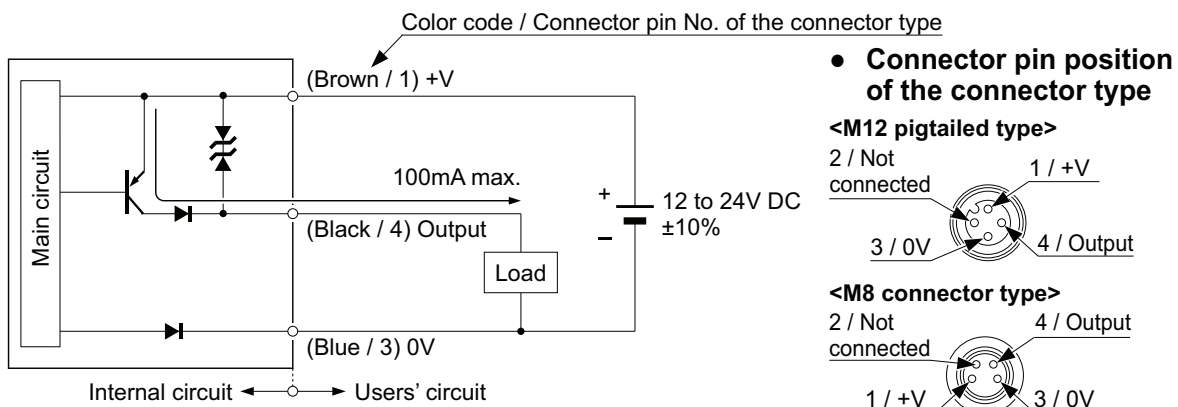 Color code / Connector pin No. of the connector type
(Brown / 1) +V
Main circuit
100mA max.
(Black / 4) Output
Load
+
–
12 to 24V DC
±10%
(Blue / 3) 0V
Internal circuit
Users’ circuit
● Connector pin position
of the connector type
<M12 pigtailed type>
2 / Not
connected
1 / +V
3 / 0V
4 / Output
<M8 connector type>
2 / Not
connected
4 / Output
1 / +V
3 / 0V